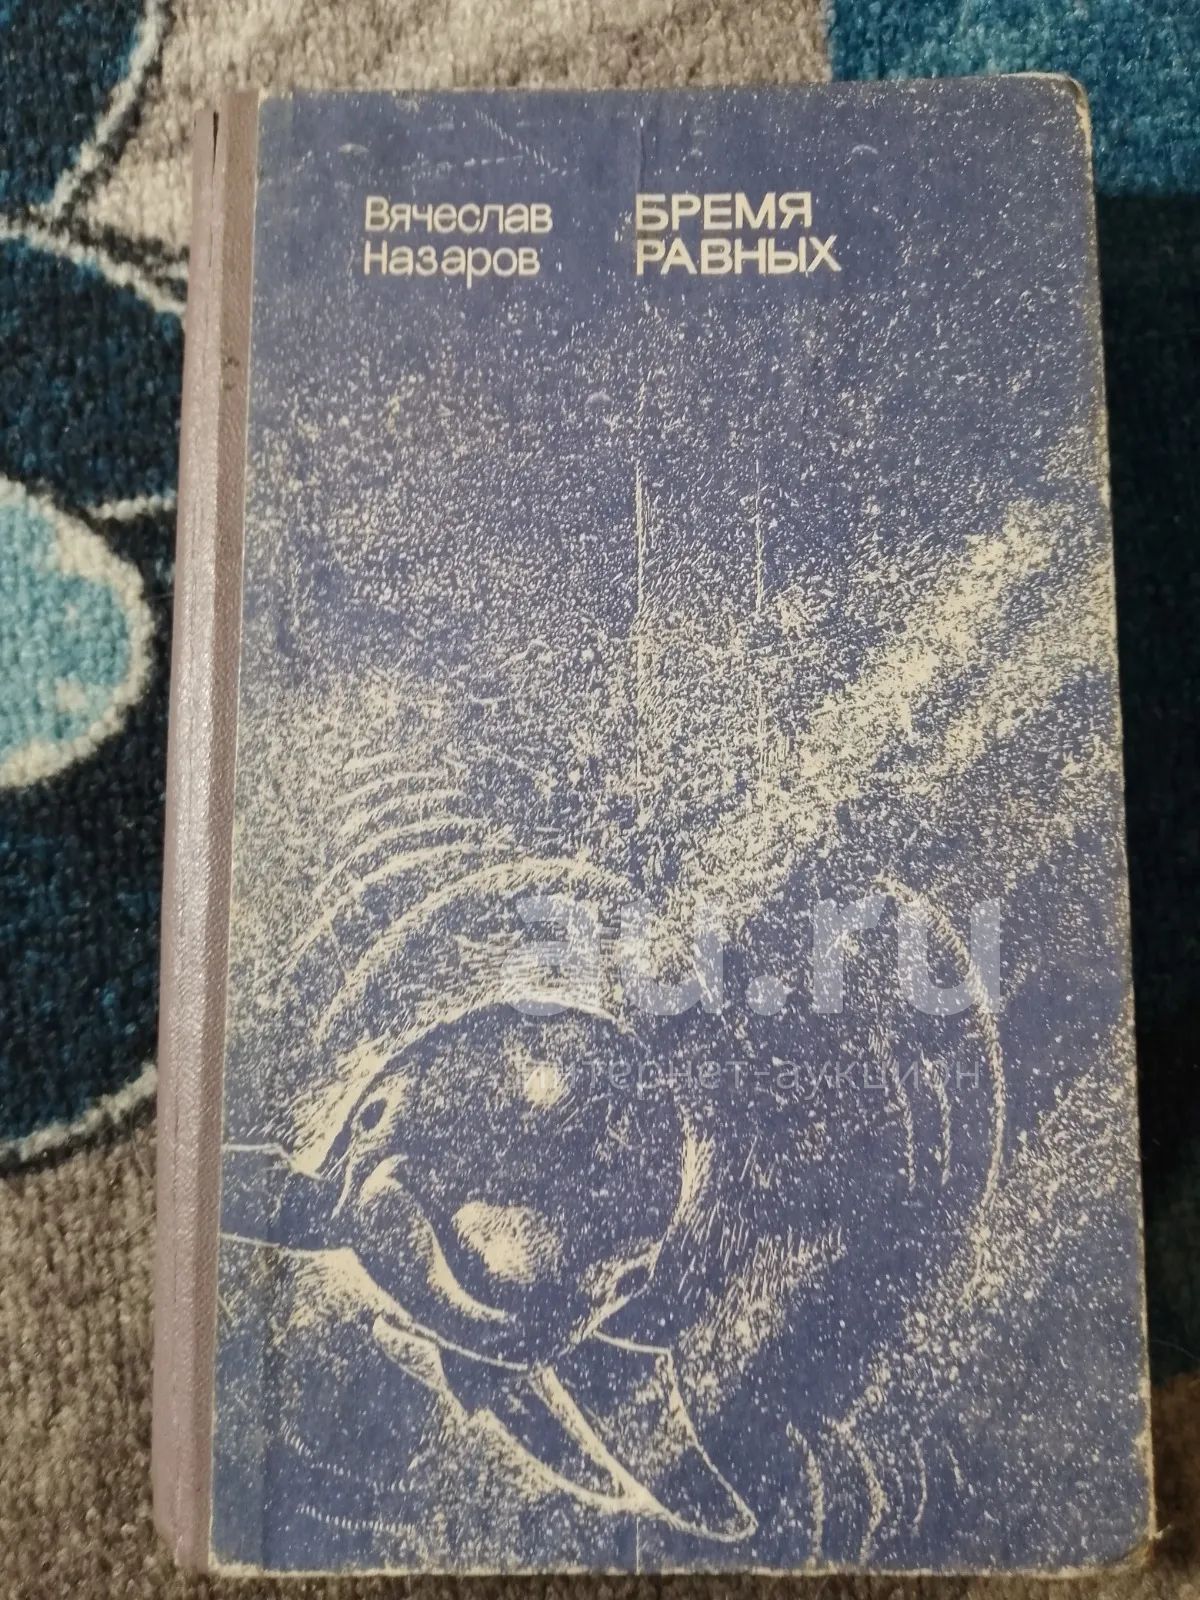 Вячеслав
Назаров
БРЕМЯ
РАВНЫХ
au.ru
интернет-аукцион